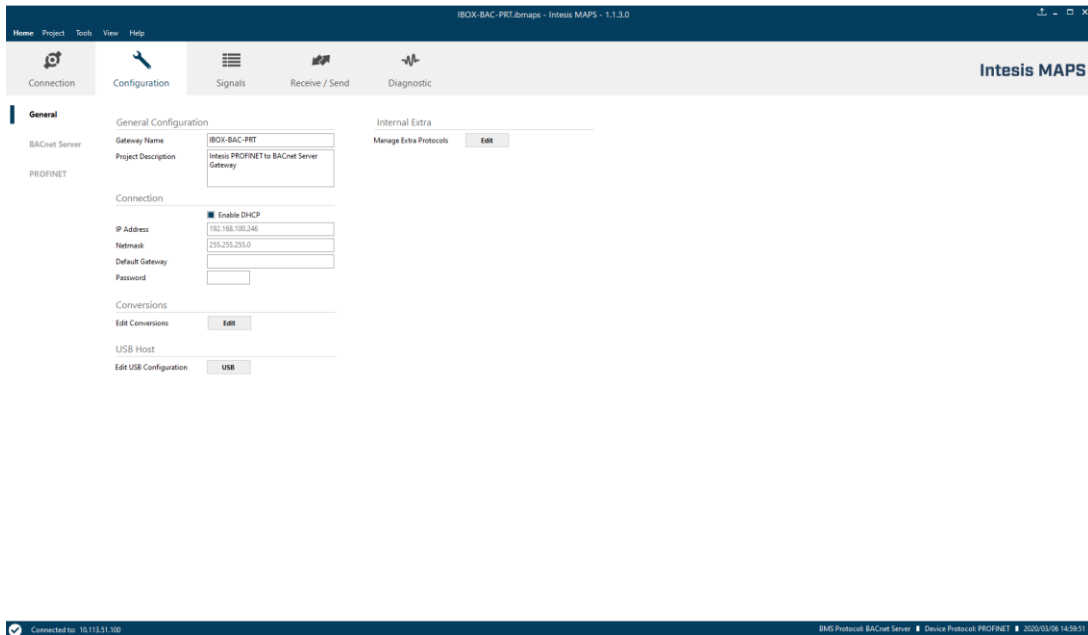 IBOX-BAC-PRT.ibmaps - Intesis MAPS - 1.1.3.0
Home Project Tools View Help
Connection Configuration Signals Receive / Send Diagnostic
Intesis MAPS
General
BACnet Server
PROFINET
General Configuration
Gateway Name IBOX-BAC-PRT
Project Description Intesis PROFINET to BACnet Server
Gateway
Connection
Enable DHCP
IP Address 192.168.100.246
Netmask 255.255.255.0
Default Gateway
Password
Conversions
Edit Conversions Edit
USB Host
Edit USB Configuration USB
Internal Extra
Manage Extra Protocols Edit
Connected to: 10.113.51.100
BMS Protocol: BACnet Server Device Protocol: PROFINET 2020/03/06 14:59:51